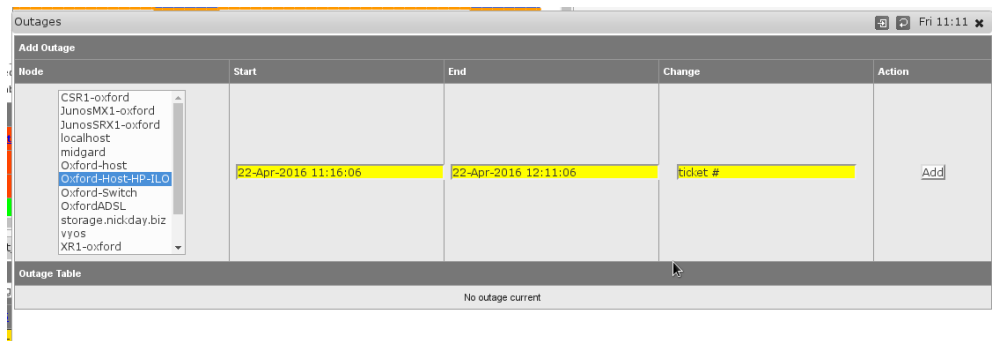 Outages Fri 11:11
Add Outage
Node Start End Change Action
CSR1-oxford
JunosMX1-oxford
JunosSRX1-oxford
localhost
midgard
Oxford-host
Oxford-Host-HP-ILO
Oxford-Switch
OxfordADSL
storage.nickday.biz
vyos
XR1-oxford
22-Apr-2016 11:16:06 22-Apr-2016 12:11:06 ticket # Add
Outage Table
No outage current